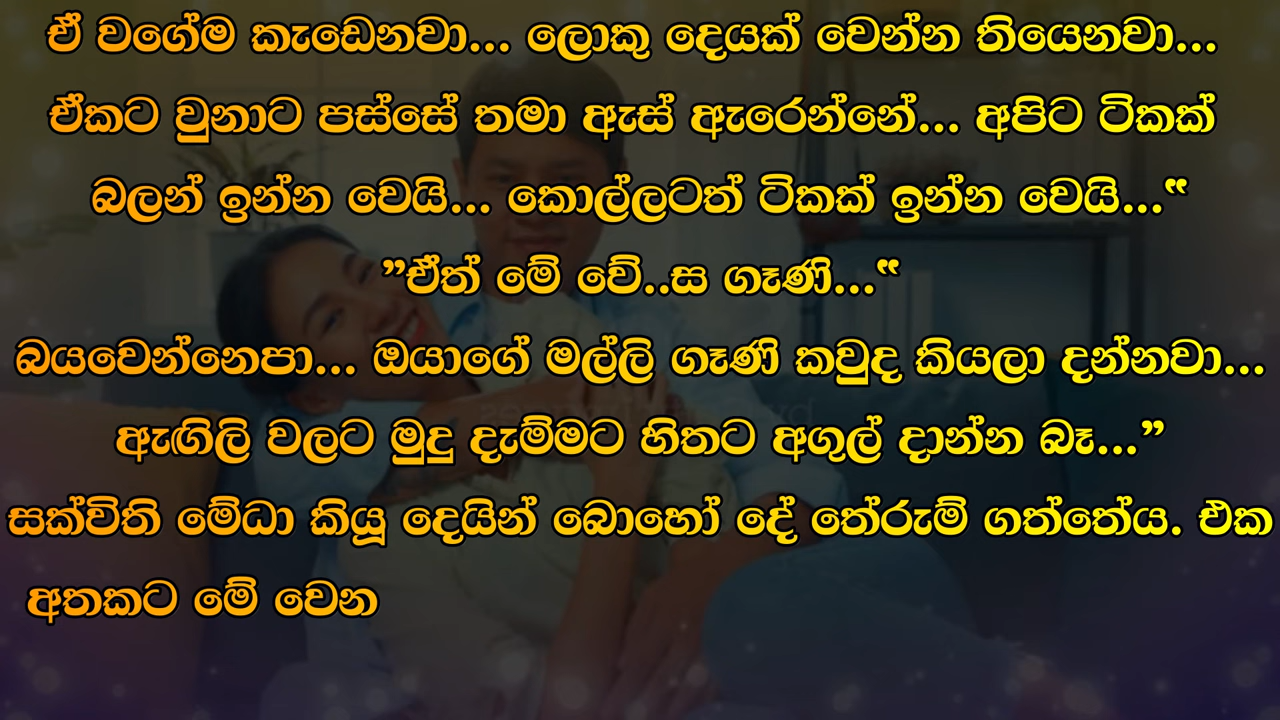 ඒ වගේම කැඩෙනවා... ලොකු දෙයක් වෙන්න තියෙනවා...
ඒකට වුනාට පස්සේ තමා ඇස් ඇරෙන්නේ... අපිට ටිකක්
බලන් ඉන්න වෙයි... කොල්ලටත් ටිකක් ඉන්න වෙයි...“
”ඒත් මේ වේ..ස ගෑණි...“
බයවෙන්නෙපා... ඔයාගේ මල්ලි ගෑණි කවුද කියලා දන්නවා...
ඇඟිලි වලට මුදු දැම්මට හිතට අගුල් දාන්න බෑ...”
සක්විති මේධා කියූ දෙයින් බොහෝ දේ තේරුම් ගත්තේය. එක
අතකට මේ වෙන